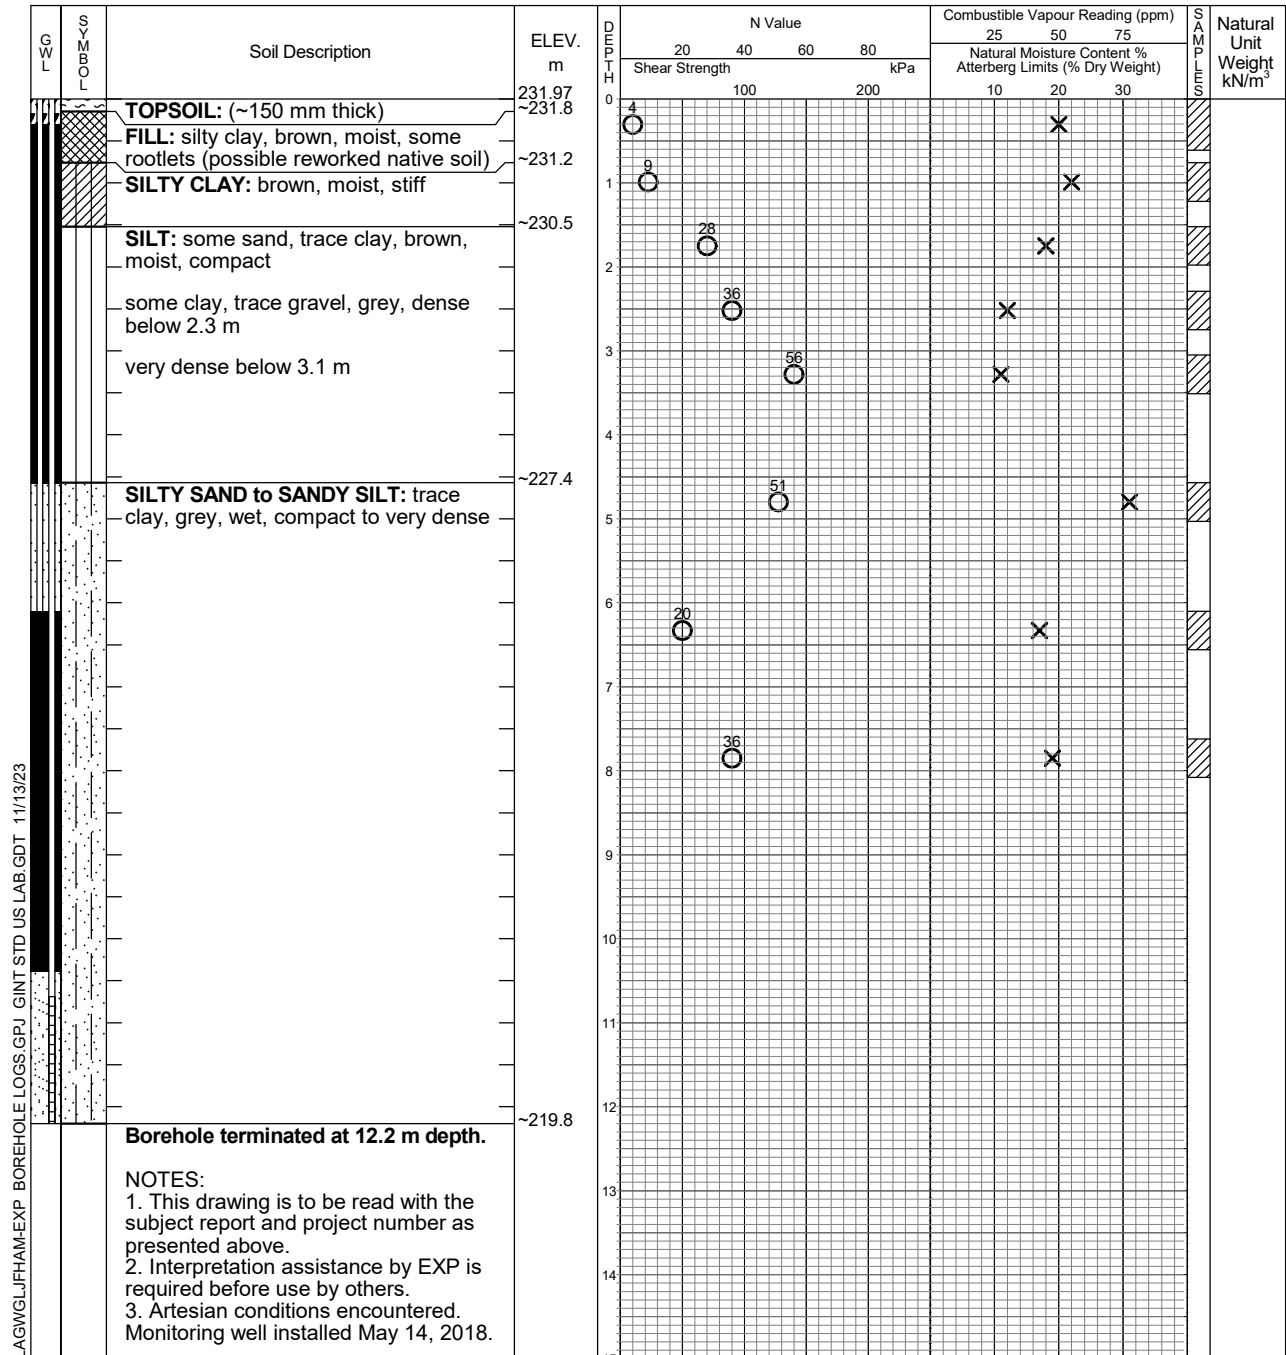 GWL
SYMBOL
Soil Description
ELEV.
m
DEPTH
N Value
20 40 60 80
Shear Strength kPa
100 200
Combustible Vapour Reading (ppm)
25 50 75
Natural Moisture Content %
Atterberg Limits (% Dry Weight)
10 20 30
SAMPLES
Natural
Unit
Weight
kN/m³
231.97
TOPSOIL: (~150 mm thick)
~231.8
FILL: silty clay, brown, moist, some
rootlets (possible reworked native soil)
~231.2
SILTY CLAY: brown, moist, stiff
~230.5
SILT: some sand, trace clay, brown,
moist, compact
some clay, trace gravel, grey, dense
below 2.3 m
very dense below 3.1 m
~227.4
SILTY SAND to SANDY SILT: trace
clay, grey, wet, compact to very dense
~219.8
Borehole terminated at 12.2 m depth.
NOTES:
1. This drawing is to be read with the
subject report and project number as
presented above.
2. Interpretation assistance by EXP is
required before use by others.
3. Artesian conditions encountered.
Monitoring well installed May 14, 2018.
0
1
2
3
4
5
6
7
8
9
10
11
12
13
14
4
9
28
36
56
51
20
36
LAGWGLJFHAM-EXP BOREHOLE LOGS.GPJ GINT STD US LAB.GDT 11/13/23